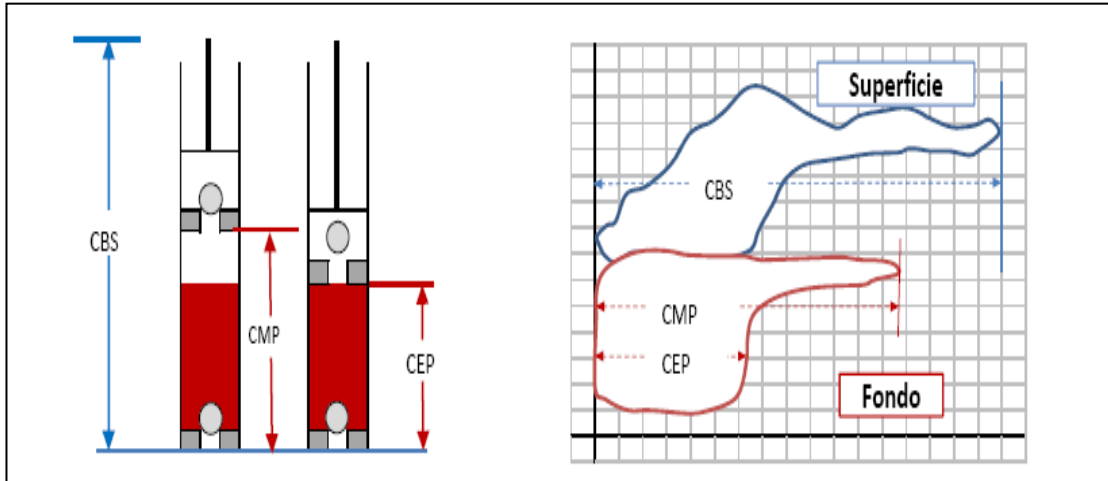 CBS
CMP
CEP
Superficie
CBS
CMP
CEP
Fondo